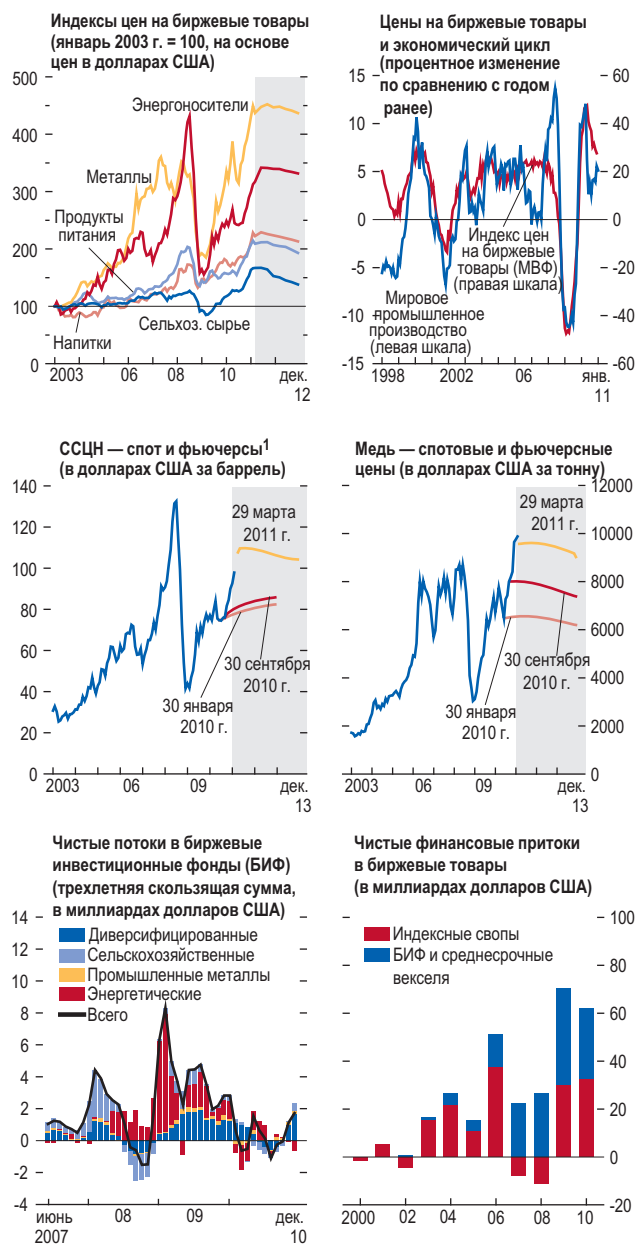 Индексы цен на биржевые товары
(январь 2003 г. = 100, на основе
цен в долларах США)
500
400
300
200
100
0
Энергоносители
Металлы
Продукты
питания
Сельхоз. сырье
Напитки
2003 06 08 10 дек.
12
Цены на биржевые товары
и экономический цикл
(процентное изменение
по сравнению с годом
ранее)
15
10
5
0
-5
-10
-15
60
40
20
0
-20
-40
-60
Индекс цен
на биржевые
товары (МВФ)
(правая шкала)
Мировое
промышленное
производство
(левая шкала)
1998 2002 06 янв.
11
ССЦН — спот и фьючерсы1
(в долларах США за баррель)
140
120
100
80
60
40
20
0
29 марта
2011 г.
30 сентября
2010 г.
30 января
2010 г.
2003 06 09 дек.
13
Медь — спотовые и фьючерсные
цены (в долларах США за тонну)
12000
10000
8000
6000
4000
2000
0
29 марта
2011 г.
30 сентября
2010 г.
30 января
2010 г.
2003 06 09 дек.
13
Чистые потоки в биржевые
инвестиционные фонды (БИФ)
(трехлетняя скользящая сумма,
в миллиардах долларов США)
14
12
10
8
6
4
2
0
-2
-4
Диверсифицированные
Сельскохозяйственные
Промышленные металлы
Энергетические
Всего
июнь 08 09 дек.
2007 10
Чистые финансовые притоки
в биржевые товары
(в миллиардах долларов США)
100
80
60
40
20
0
-20
Индексные свопы
БИФ и среднесрочные
векселя
2000 02 04 06 08 10